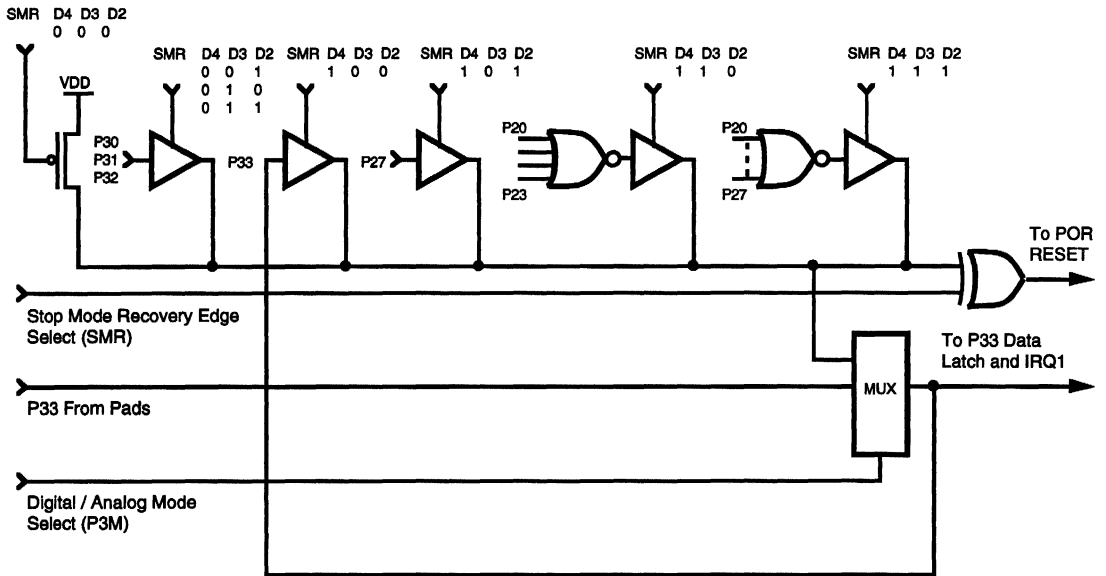 SMR D4 D3 D2
0 0 0
VDD
SMR D4 D3 D2
0 0 1
0 1 0
0 1 1
SMR D4 D3 D2
1 0 0
SMR D4 D3 D2
1 0 1
SMR D4 D3 D2
1 1 0
SMR D4 D3 D2
1 1 1
P30
P31
P32
P33
P27
P20
P23
P20
P27
To POR
RESET
Stop Mode Recovery Edge
Select (SMR)
To P33 Data
Latch and IRQ1
MUX
P33 From Pads
Digital / Analog Mode
Select (P3M)